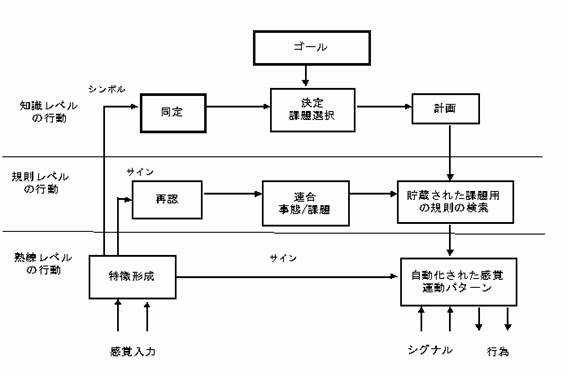 ゴール
シンボル
知識レベル
の行動
同定
決定
課題選択
計画
規則レベル
の行動
サイン
再認
連合
事態/課題
貯蔵された課題用
の規則の検索
熟練レベル
の行動
特徴形成
サイン
自動化された感覚
運動パターン
感覚入力
シグナル
行為